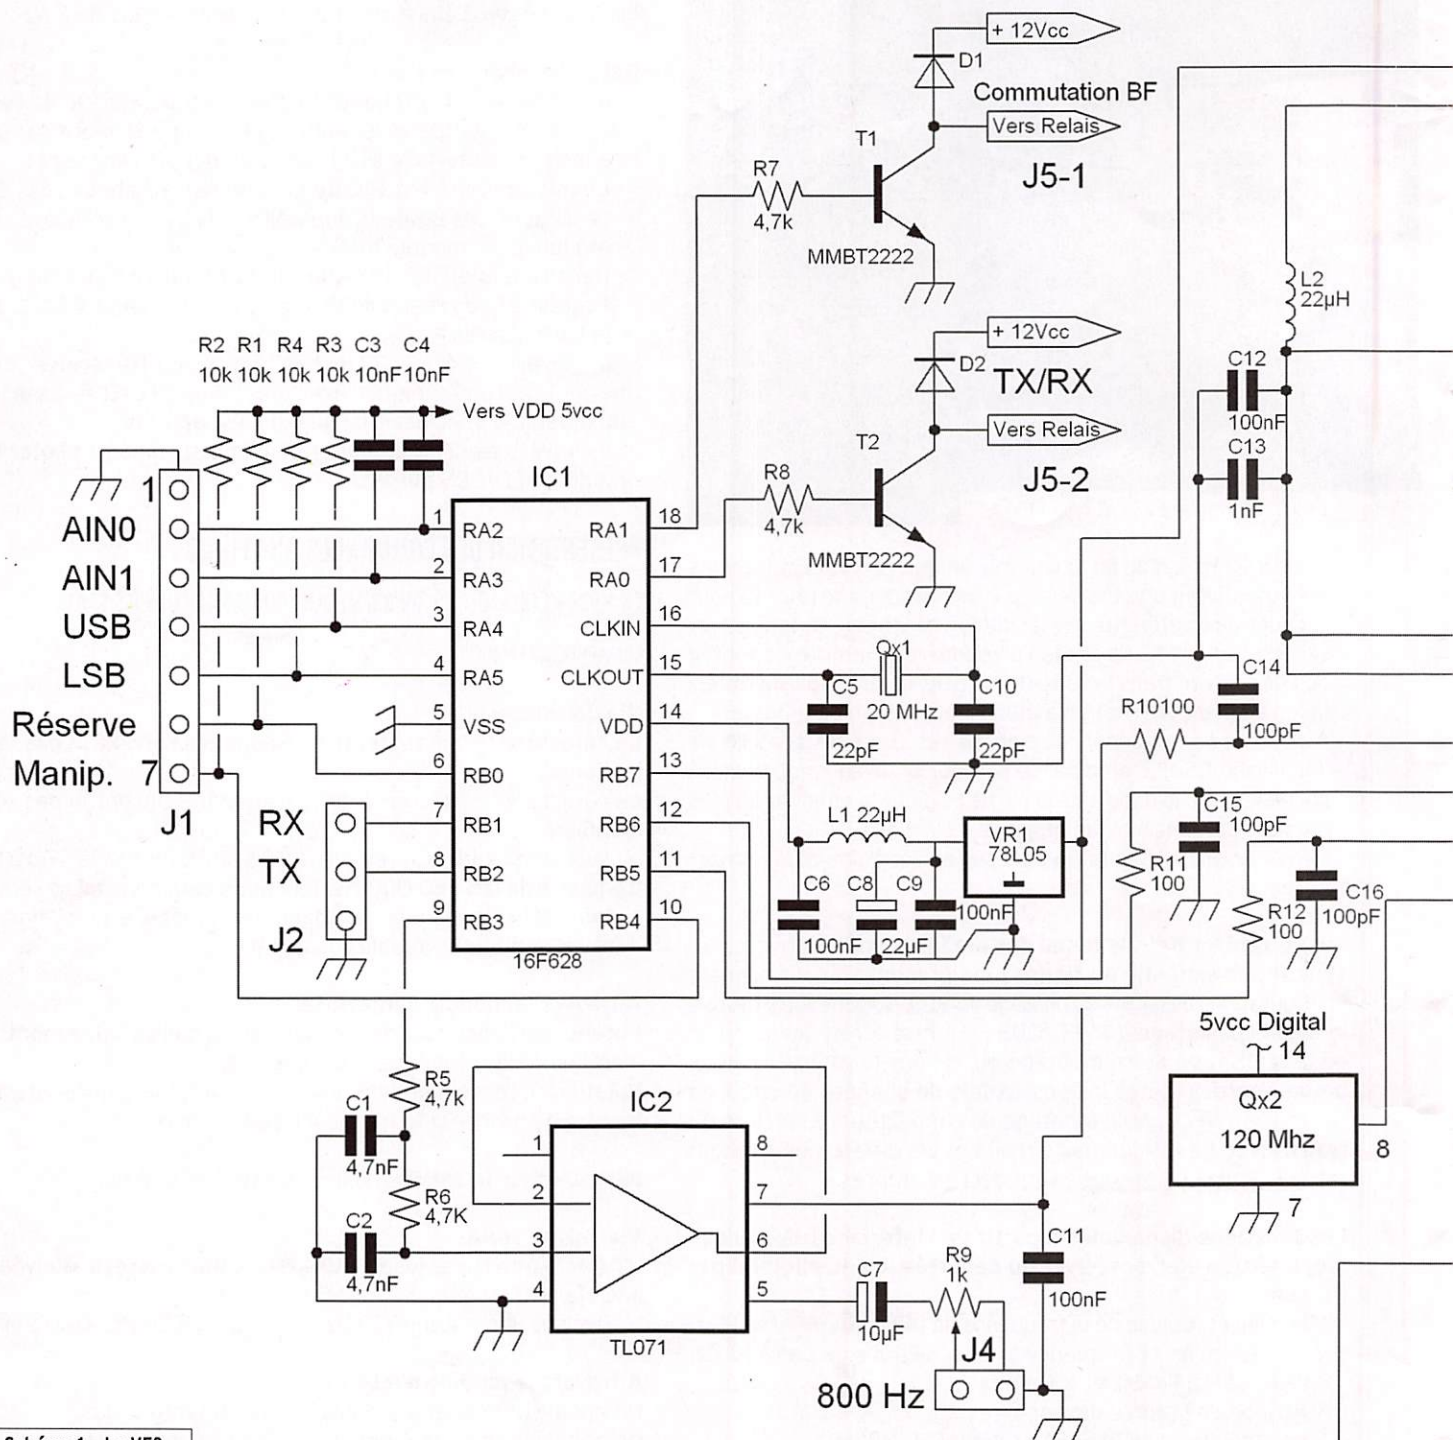 + 12Vcc
D1
Commutation BF
Vers Relais
T1
J5-1
R7
4,7k
MMBT2222
L2
22µH
+ 12Vcc
D2
TX/RX
Vers Relais
T2
J5-2
R8
4,7k
MMBT2222
C12
100nF
C13
1nF
R2 R1 R4 R3 C3 C4
10k 10k 10k 10k 10nF 10nF
Vers VDD 5vcc
IC1
1
AIN0
AIN1
USB
LSB
Réserve
Manip. 7
J1
1 RA2 RA1 18
2 RA3 RA0 17
3 RA4 CLKIN 16
4 RA5 CLKOUT 15
5 VSS VDD 14
6 RB0 RB7 13
7 RB1 RB6 12
8 RB2 RB5 11
9 RB3 RB4 10
16F628
RX
TX
J2
Qx1
20 MHz
C5
22pF
C10
22pF
C14
100pF
R10100
L1 22µH
VR1
78L05
C6
100nF
C8
22µF
C9
100nF
C15
100pF
R11
100
C16
100pF
R12
100
5vcc Digital
14
Qx2
120 Mhz
8
7
R5
4,7k
C1
4,7nF
R6
4,7K
C2
4,7nF
IC2
1 8
2 7
3 6
4 5
TL071
C7
10µF
R9
1k
C11
100nF
J4
800 Hz